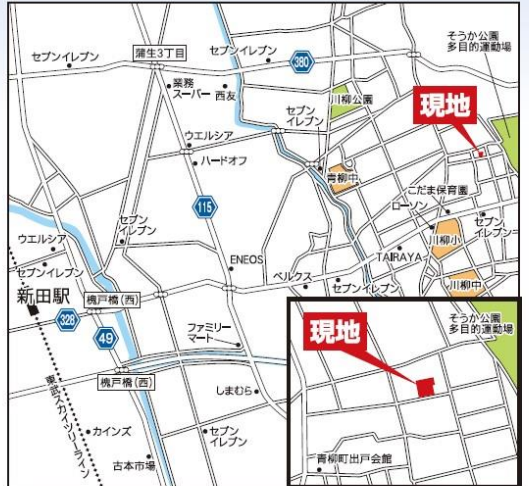 そうか公園
多目的運動場
セブンイレブン
蒲生3丁目
セブンイレブン
380
業務
スーパー
西友
川柳公園
現地
セブン
イレブン
ウエルシア
ハードオフ
青柳中
こだま保育園
ローソン
115
川柳小
セブン
イレブン
セブン
イレブン
ウエルシア
ENEOS
TAIRAYA
セブンイレブン
ベルクス
セブンイレブン
川柳中
新田駅
槐戸橋(西)
328
49
ファミリー
マート
槐戸橋(西)
しまむら
東武スカイツリーライン
カインズ
セブン
イレブン
古本市場
そうか公園
多目的運動場
現地
青柳町出戸会館